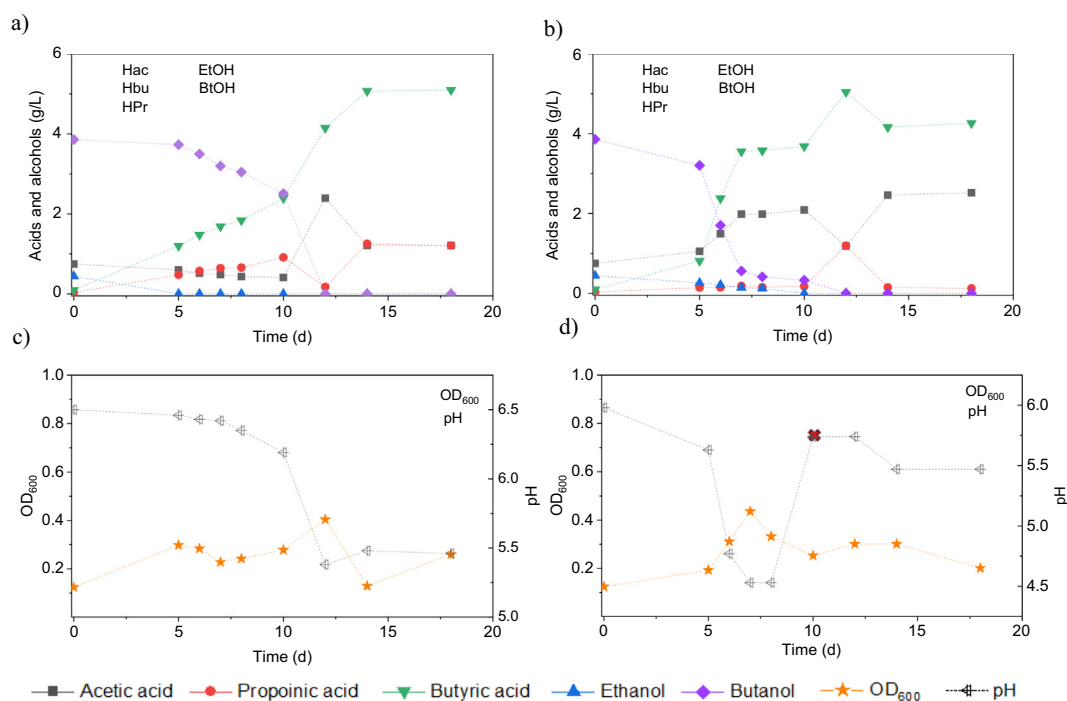 a)
Acids and alcohols (g/L)
6
4
2
0
Hac EtOH
Hbu BtOH
HPr
0 5 10 15 20
Time (d)
b)
Acids and alcohols (g/L)
6
4
2
0
Hac EtOH
Hbu BtOH
HPr
0 5 10 15 20
Time (d)
c)
OD600
1.0
0.8
0.6
0.4
0.2
OD600
pH
6.5
6.0
5.5
5.0
pH
0 5 10 15 20
Time (d)
d)
OD600
1.0
0.8
0.6
0.4
0.2
OD600
pH
6.0
5.5
5.0
4.5
pH
0 5 10 15 20
Time (d)
Acetic acid Propoinic acid Butyric acid Ethanol Butanol OD600 pH